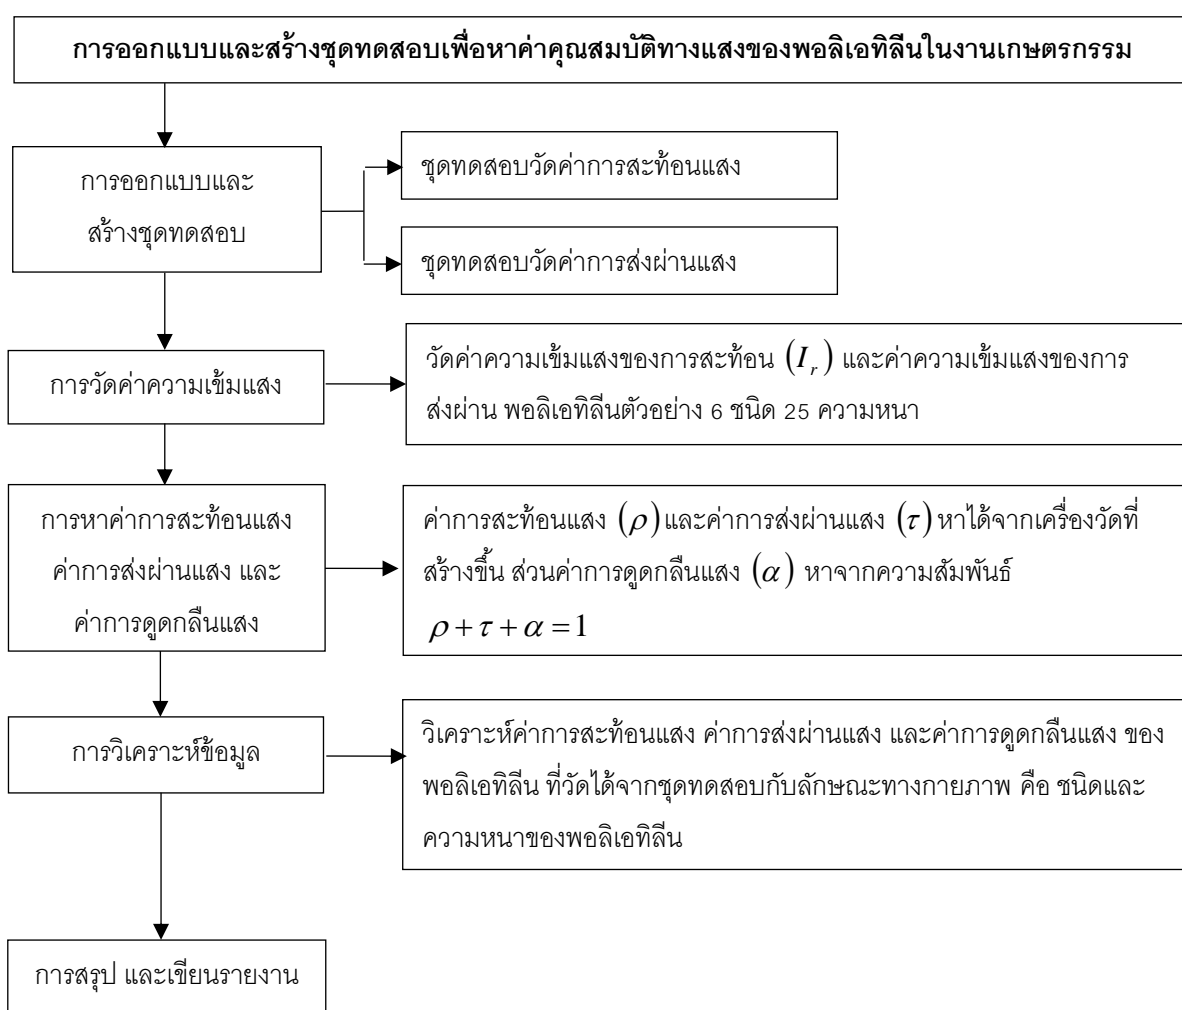 การออกแบบและสร้างชุดทดสอบเพื่อหาค่าคุณสมบัติทางแสงของพอลิเอทิลีนในงานเกษตรกรรม
การออกแบบและ
สร้างชุดทดสอบ
ชุดทดสอบวัดค่าการสะท้อนแสง
ชุดทดสอบวัดค่าการส่งผ่านแสง
การวัดค่าความเข้มแสง
วัดค่าความเข้มแสงของการสะท้อน (I_r) และค่าความเข้มแสงของการ
ส่งผ่าน พอลิเอทิลีนตัวอย่าง 6 ชนิด 25 ความหนา
การหาค่าการสะท้อนแสง
ค่าการส่งผ่านแสง และ
ค่าการดูดกลืนแสง
ค่าการสะท้อนแสง (ρ) และค่าการส่งผ่านแสง (τ) หาได้จากเครื่องวัดที่
สร้างขึ้น ส่วนค่าการดูดกลืนแสง (α) หาจากความสัมพันธ์
ρ + τ + α = 1
การวิเคราะห์ข้อมูล
วิเคราะห์ค่าการสะท้อนแสง ค่าการส่งผ่านแสง และค่าการดูดกลืนแสง ของ
พอลิเอทิลีน ที่วัดได้จากชุดทดสอบกับลักษณะทางกายภาพ คือ ชนิดและ
ความหนาของพอลิเอทิลีน
การสรุป และเขียนรายงาน